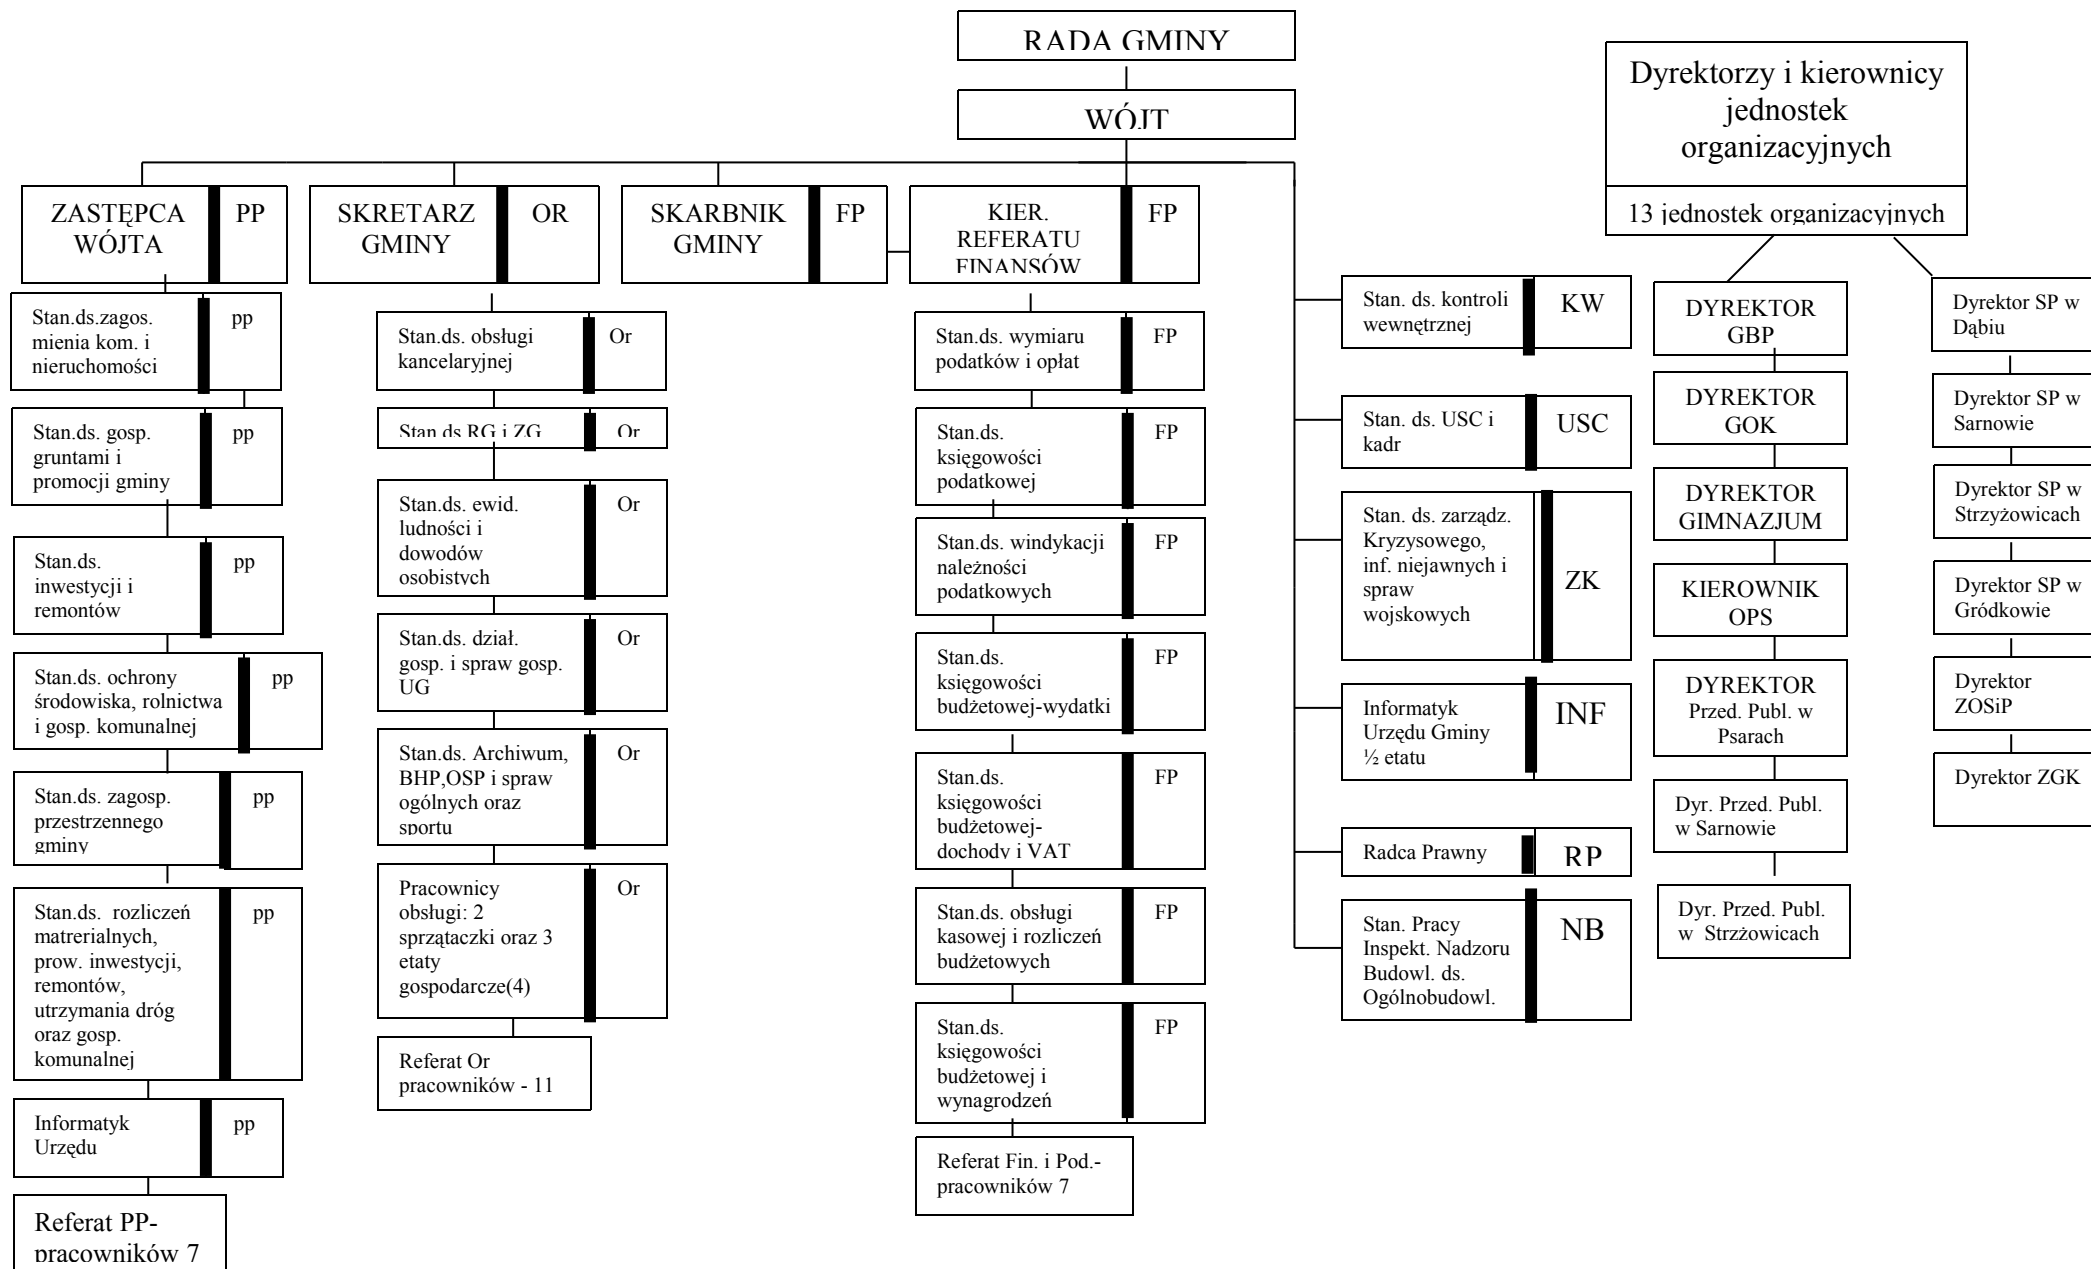 RADA GMINY
WÓJT
Dyrektorzy i kierownicy
jednostek
organizacyjnych
13 jednostek organizacyjnych
ZASTĘPCA
WÓJTA
PP
SKRETARZ
GMINY
OR
SKARBNIK
GMINY
FP
KIER.
REFERATU
FINANSÓW
FP
Stan.ds.zagos.
mienia kom. i
nieruchomości
pp
Stan.ds. gosp.
gruntami i
promocji gminy
pp
Stan.ds.
inwestycji i
remontów
pp
Stan.ds. ochrony
środowiska, rolnictwa
i gosp. komunalnej
pp
Stan.ds. zagosp.
przestrzennego
gminy
pp
Stan.ds. rozliczeń
matrerialnych,
prow. inwestycji,
remontów,
utrzymania dróg
oraz gosp.
komunalnej
pp
Informatyk
Urzędu
pp
Referat PP-
pracowników 7
Stan.ds. obsługi
kancelaryjnej
Or
Stan.ds RG i ZG
Or
Stan.ds. ewid.
ludności i
dowodów
osobistych
Or
Stan.ds. dział.
gosp. i spraw gosp.
UG
Or
Stan.ds. Archiwum,
BHP,OSP i spraw
ogólnych oraz
sportu
Or
Pracownicy
obsługi: 2
sprzątaczki oraz 3
etaty
gospodarcze(4)
Or
Referat Or
pracowników - 11
Stan.ds. wymiaru
podatków i opłat
FP
Stan.ds.
księgowości
podatkowej
FP
Stan.ds. windykacji
należności
podatkowych
FP
Stan.ds.
księgowości
budżetowej-wydatki
FP
Stan.ds.
księgowości
budżetowej-
dochody i VAT
FP
Stan.ds. obsługi
kasowej i rozliczeń
budżetowych
FP
Stan.ds.
księgowości
budżetowej i
wynagrodzeń
FP
Referat Fin. i Pod.-
pracowników 7
Stan. ds. kontroli
wewnętrznej
KW
Stan. ds. USC i
kadr
USC
Stan. ds. zarządz.
Kryzysowego,
inf. niejawnych i
spraw
wojskowych
ZK
Informatyk
Urzędu Gminy
½ etatu
INF
Radca Prawny
RP
Stan. Pracy
Inspekt. Nadzoru
Budowl. ds.
Ogólnobudowl.
NB
DYREKTOR
GBP
DYREKTOR
GOK
DYREKTOR
GIMNAZJUM
KIEROWNIK
OPS
DYREKTOR
Przed. Publ. w
Psarach
Dyr. Przed. Publ.
w Sarnowie
Dyr. Przed. Publ.
w Strzżowicach
Dyrektor SP w
Dąbiu
Dyrektor SP w
Sarnowie
Dyrektor SP w
Strzyżowicach
Dyrektor SP w
Gródkowie
Dyrektor
ZOSiP
Dyrektor ZGK